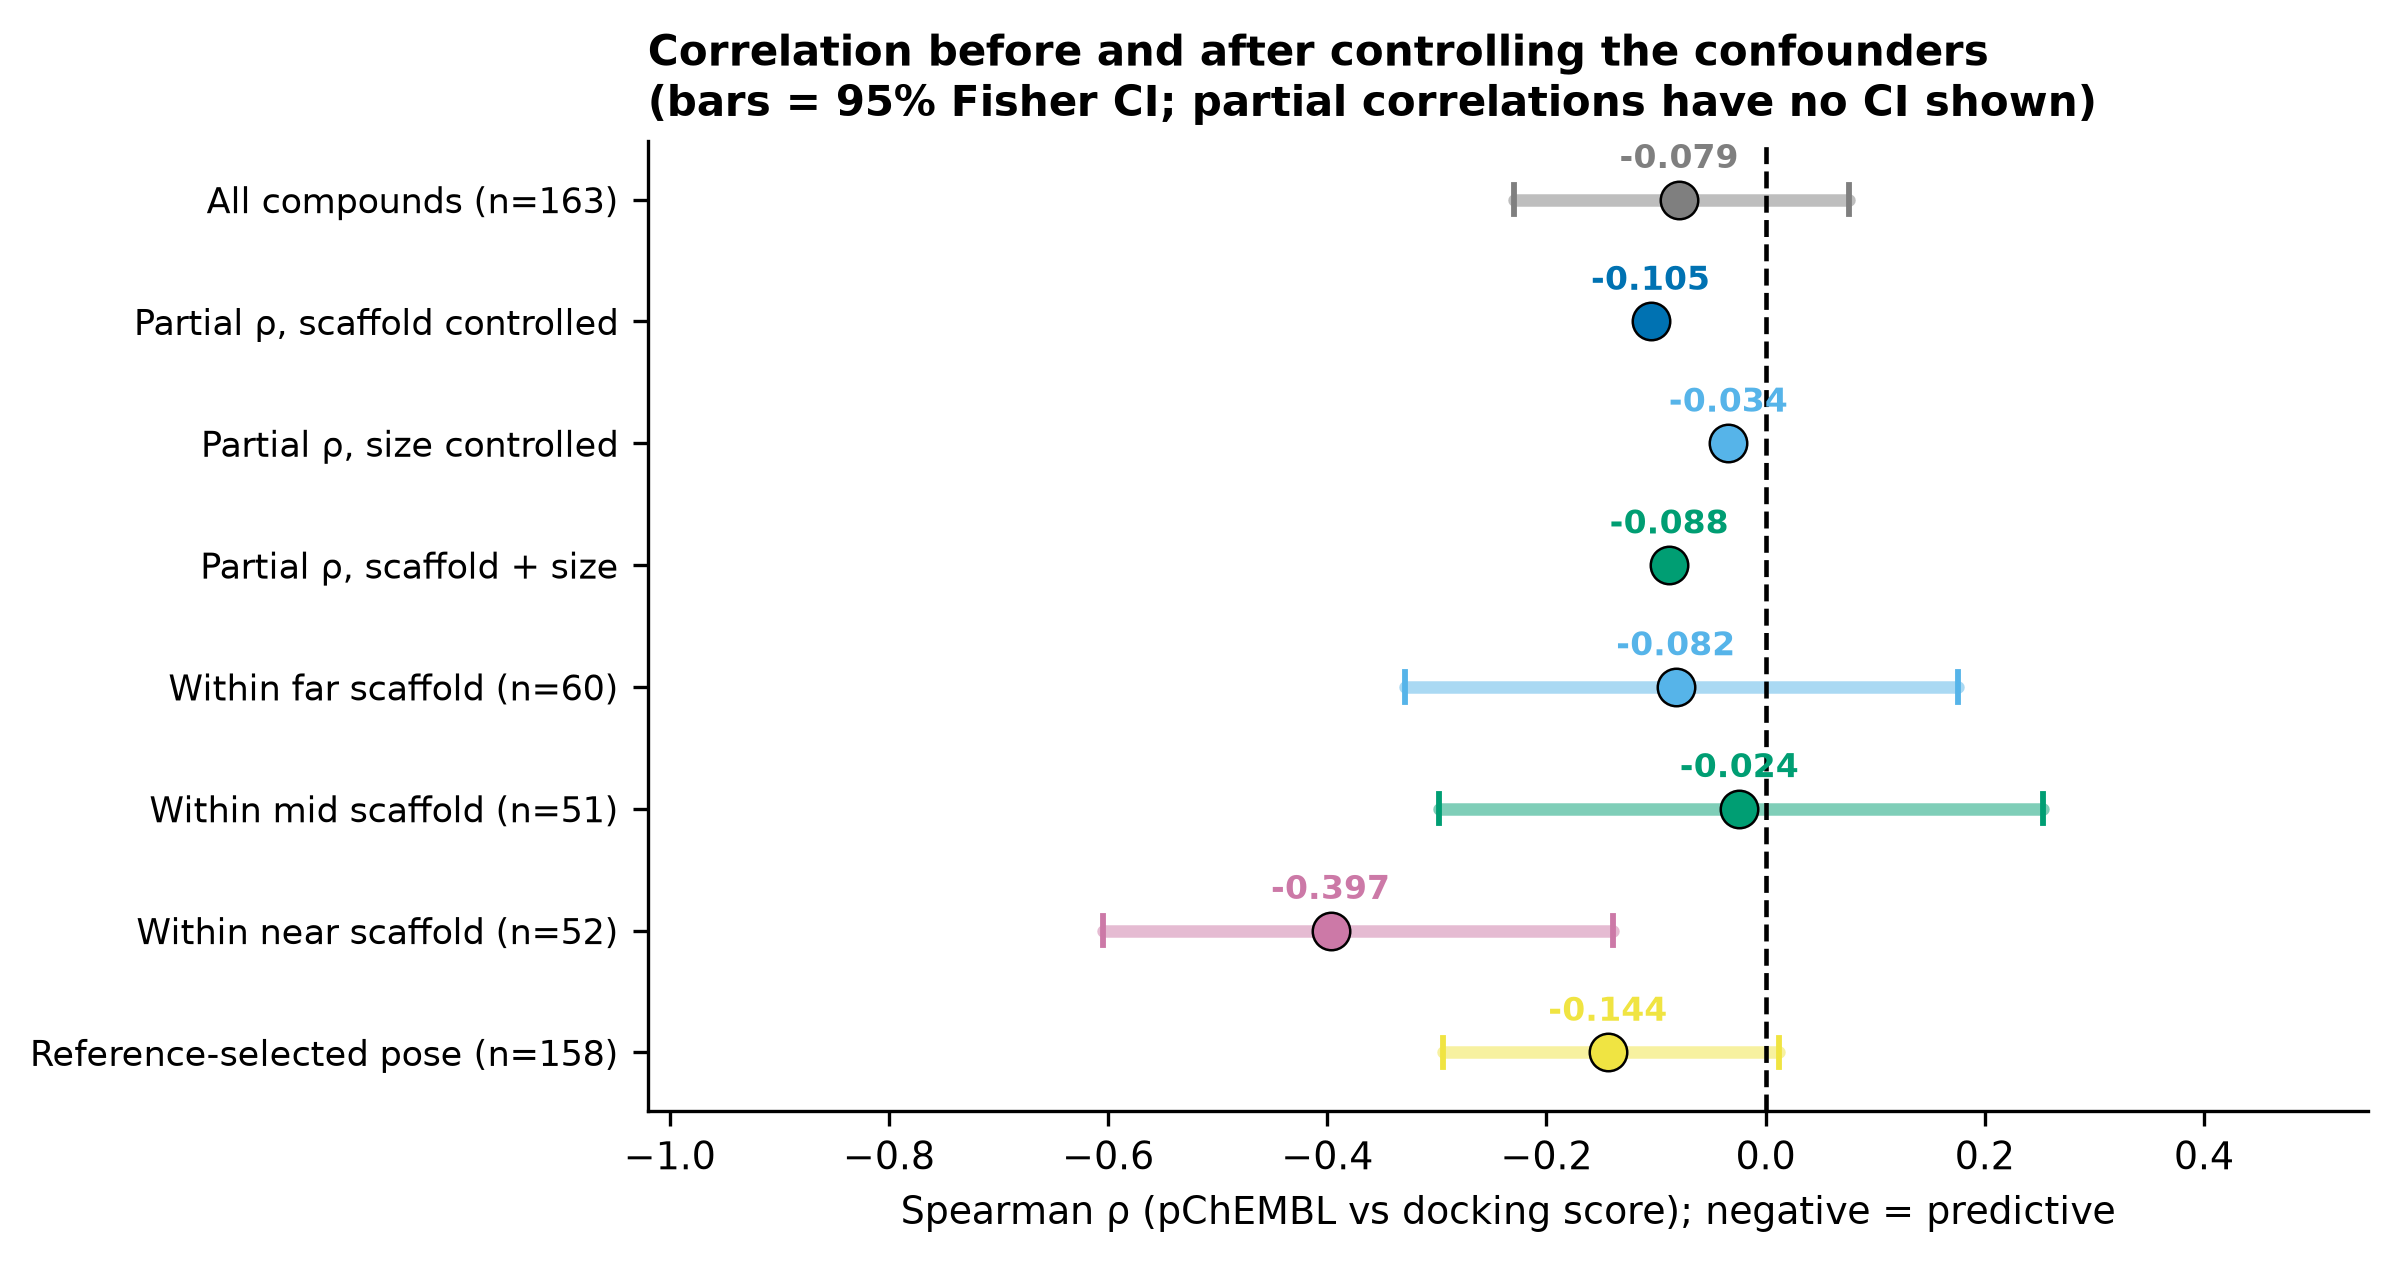 Correlation before and after controlling the confounders
(bars = 95% Fisher CI; partial correlations have no CI shown)
All compounds (n=163)
-0.079
Partial ρ, scaffold controlled
-0.105
Partial ρ, size controlled
-0.034
Partial ρ, scaffold + size
-0.088
Within far scaffold (n=60)
-0.082
Within mid scaffold (n=51)
-0.024
Within near scaffold (n=52)
-0.397
Reference-selected pose (n=158)
-0.144
−1.0 −0.8 −0.6 −0.4 −0.2 0.0 0.2 0.4
Spearman ρ (pChEMBL vs docking score); negative = predictive